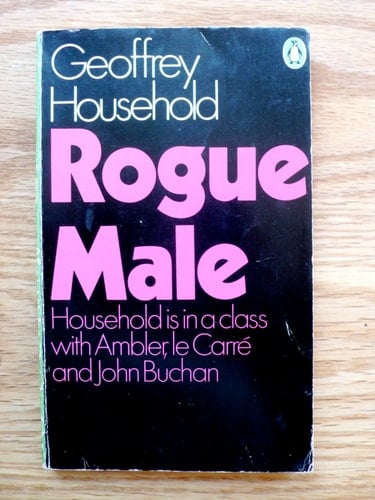 Geoffrey
Household
Rogue
Male
Household is in a class
with Ambler, le Carré
and John Buchan